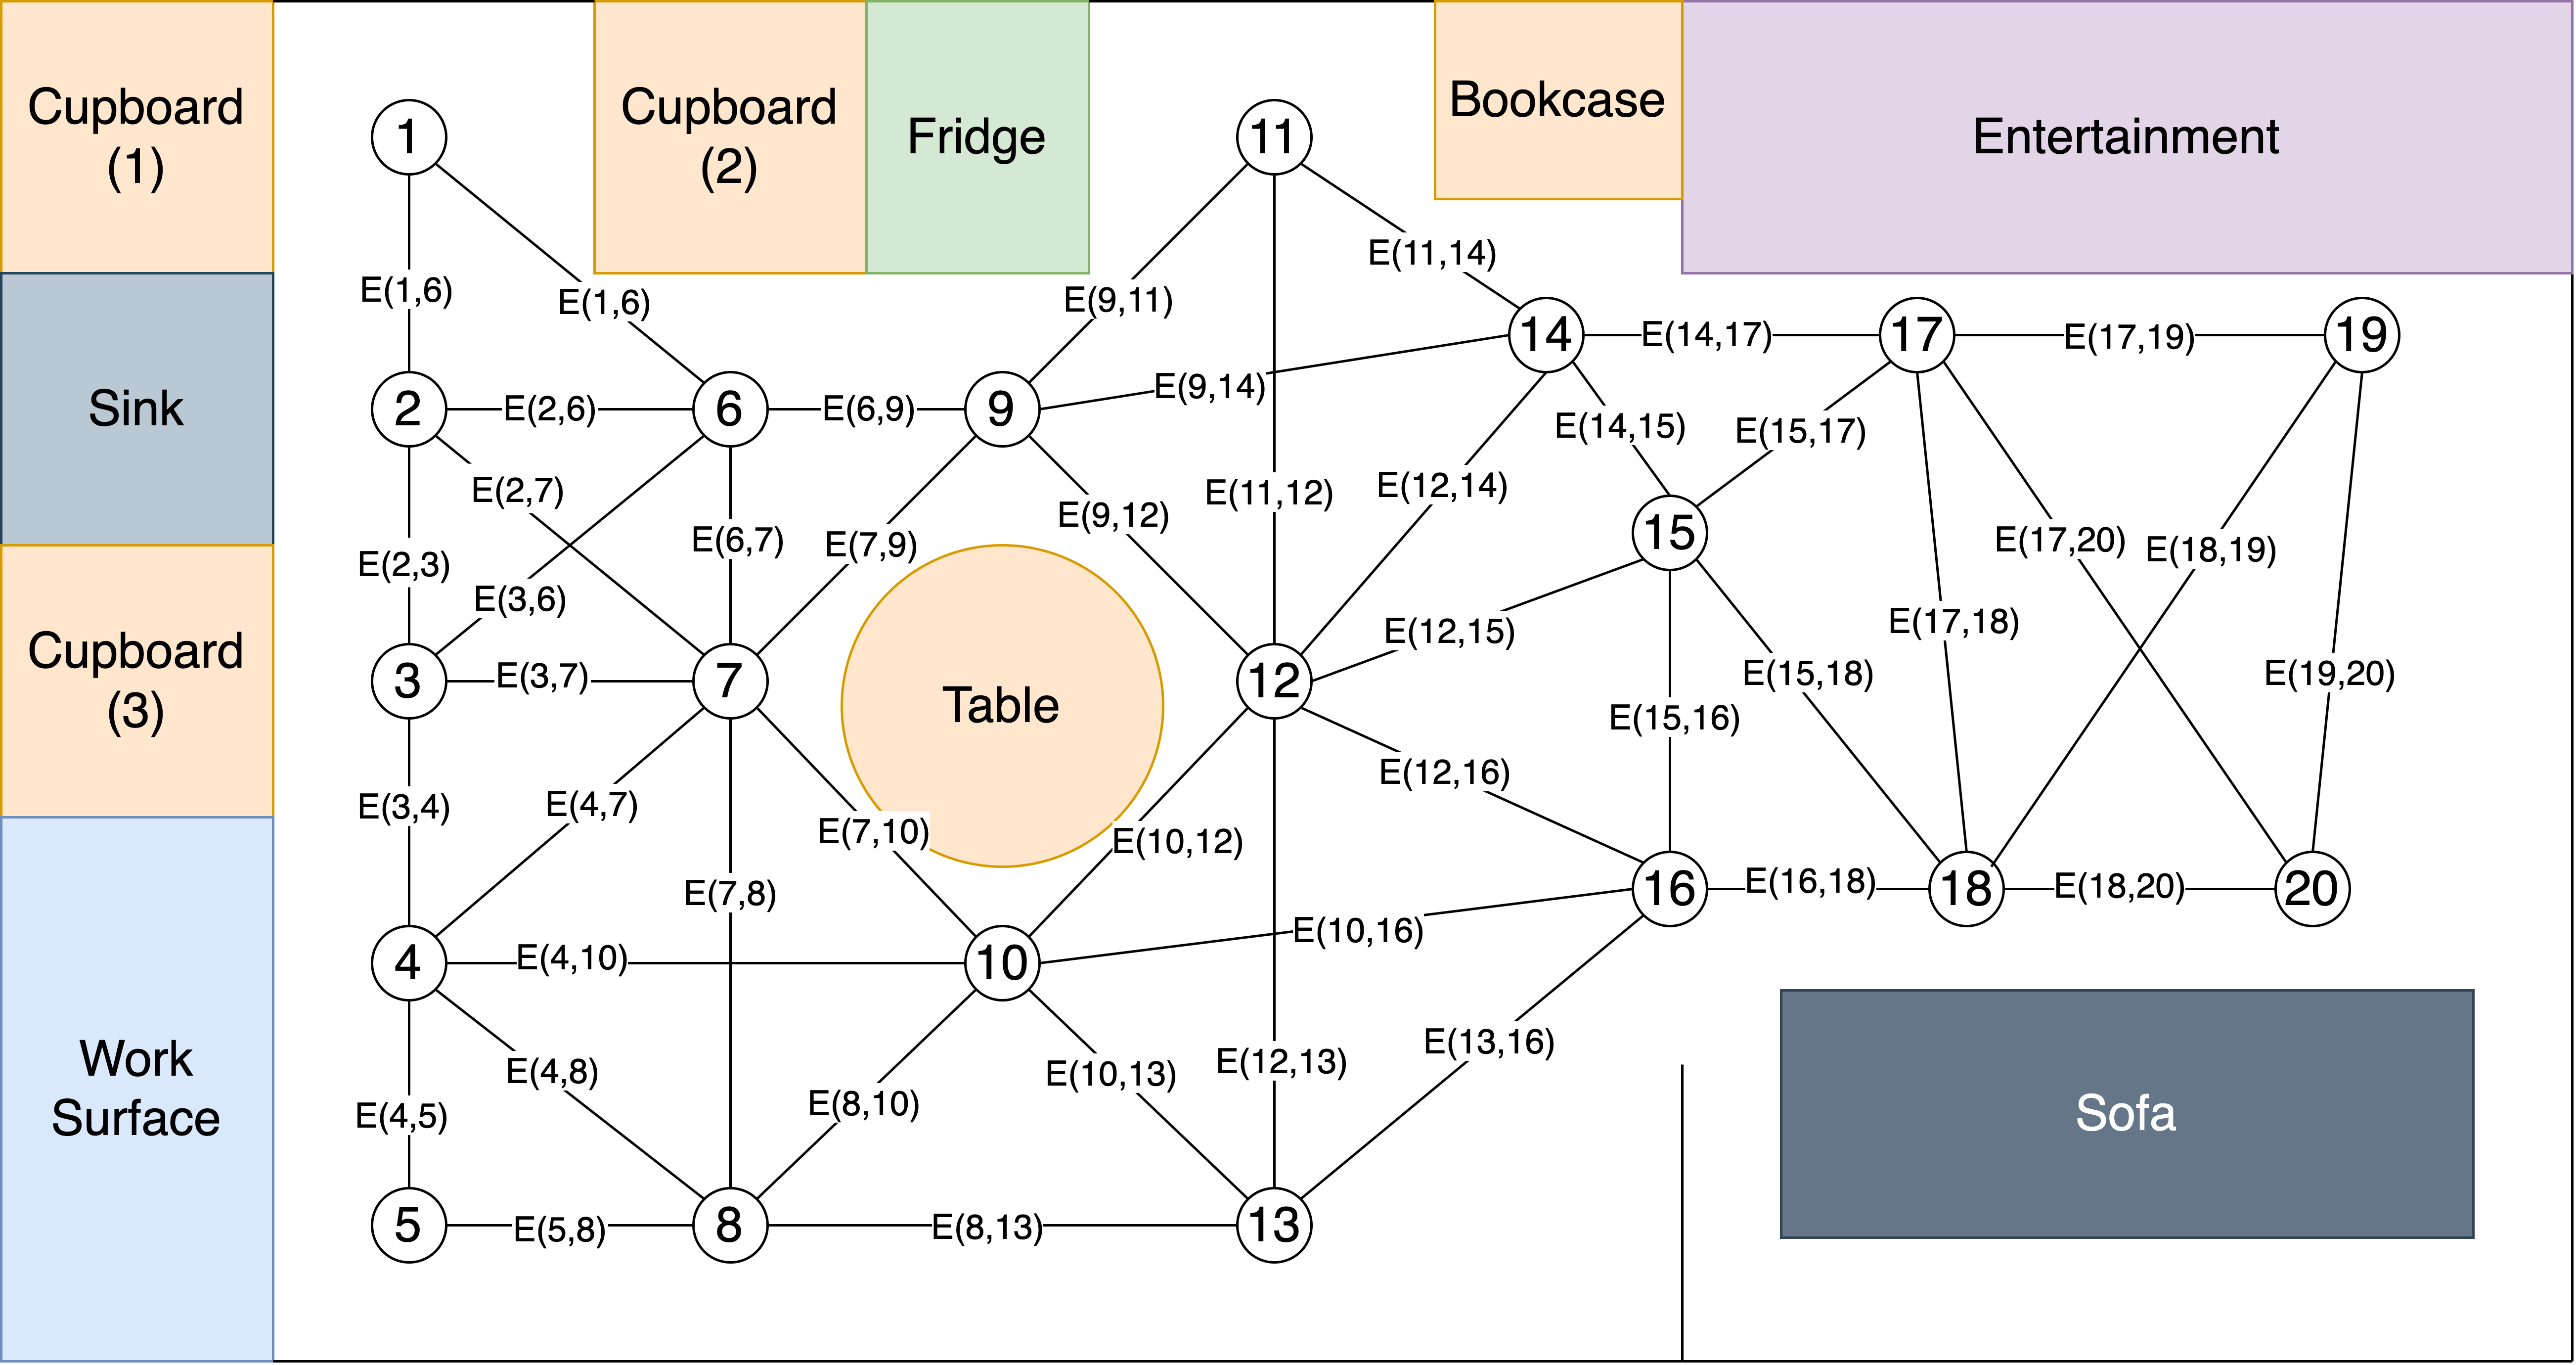 Cupboard
(1)
1
Cupboard
(2)
Fridge
11
Bookcase
Entertainment
E(1,6)
E(1,6)
E(9,11)
E(11,14)
Sink
2
E(2,6)
6
E(6,9)
9
E(9,14)
14
E(14,17)
17
E(17,19)
19
E(2,7)
E(2,3)
E(3,6)
E(6,7)
E(7,9)
E(9,12)
E(11,12)
E(12,14)
E(14,15)
E(15,17)
15
E(17,20)
E(18,19)
Cupboard
(3)
3
E(3,7)
7
Table
12
E(12,15)
E(15,16)
E(15,18)
E(17,18)
E(19,20)
E(3,4)
E(4,7)
E(7,8)
E(7,10)
E(10,12)
E(12,16)
16
E(16,18)
18
E(18,20)
20
4
E(4,10)
10
E(10,16)
Work
Surface
E(4,5)
E(4,8)
E(8,10)
E(10,13)
E(12,13)
E(13,16)
Sofa
5
E(5,8)
8
E(8,13)
13